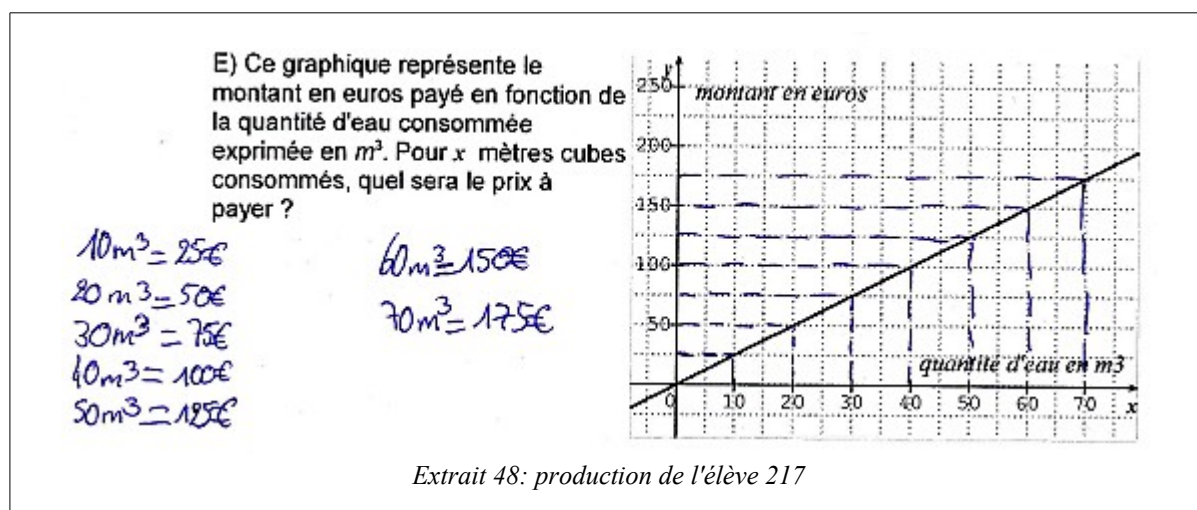 E) Ce graphique représente le
montant en euros payé en fonction de
la quantité d'eau consommée
exprimée en m³. Pour x mètres cubes
consommés, quel sera le prix à
payer ?
10m³ = 25€
20m³ = 50€
30m³ = 75€
40m³ = 100€
50m³ = 125€
60m³ = 150€
70m³ = 175€
y
montant en euros
250
200
150
100
50
quantité d'eau en m3
0 10 20 30 40 50 60 70 x
Extrait 48: production de l'élève 217